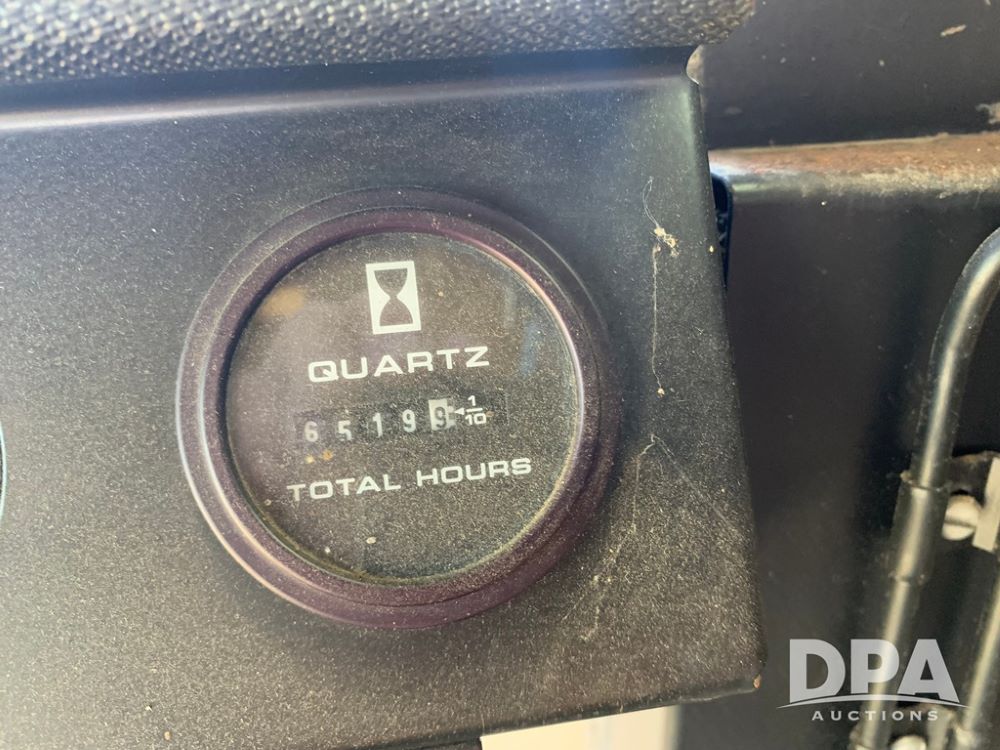 QUARTZ
65199 1/10
TOTAL HOURS
DPA
AUCTIONS